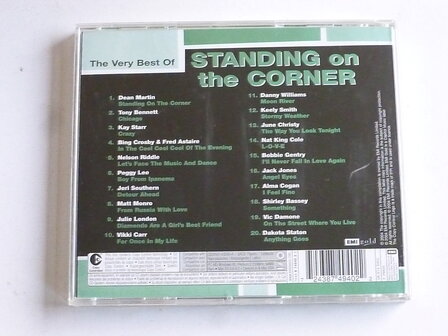 The Very Best Of
STANDING on
the CORNER
1. Dean Martin
Standing On The Corner
2. Tony Bennett
Chicago
3. Kay Starr
Crazy
4. Bing Crosby & Fred Astaire
In The Cool Cool Cool Of The Evening
5. Nelson Riddle
Let's Face The Music And Dance
6. Peggy Lee
Boy From Ipanema
7. Jeri Southern
Detour Ahead
8. Matt Monro
From Russia With Love
9. Julie London
Diamonds Are A Girl's Best Friend
10. Vikki Carr
For Once In My Life
11. Danny Williams
Moon River
12. Keely Smith
Stormy Weather
13. June Christy
The Way You Look Tonight
14. Nat King Cole
L-O-V-E
15. Bobbie Gentry
I'll Never Fall In Love Again
16. Jack Jones
Angel Eyes
17. Alma Cogan
I Feel Fine
18. Shirley Bassey
Something
19. Vic Damone
On The Street Where You Live
20. Dakota Staton
Anything Goes
EMI gold